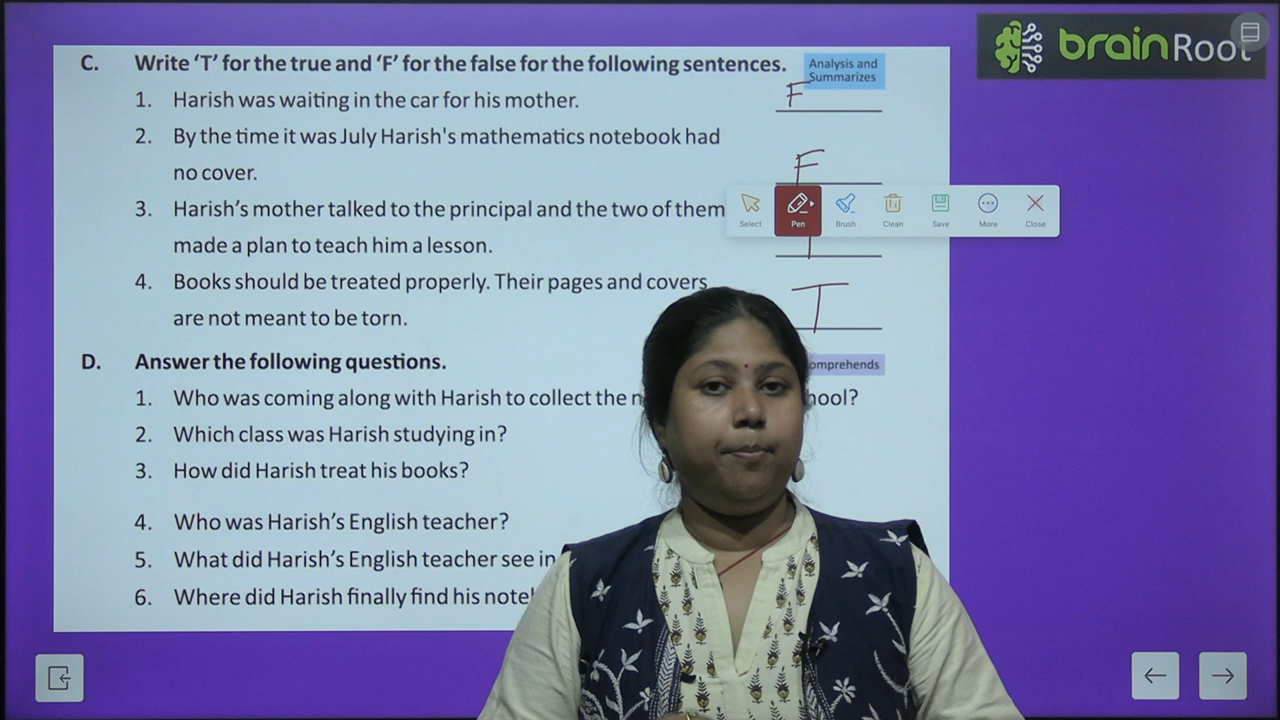 brainRoot
C. Write ‘T’ for the true and ‘F’ for the false for the following sentences.
Analysis and
Summarizes
1. Harish was waiting in the car for his mother. F
2. By the time it was July Harish's mathematics notebook had
no cover. F
3. Harish’s mother talked to the principal and the two of them
Select Pen Brush Clean Save More Close
made a plan to teach him a lesson.
4. Books should be treated properly. Their pages and covers
are not meant to be torn. T
D. Answer the following questions.
1. Who was coming along with Harish to collect the
2. Which class was Harish studying in?
3. How did Harish treat his books?
4. Who was Harish’s English teacher?
5. What did Harish’s English teacher see in
6. Where did Harish finally find his